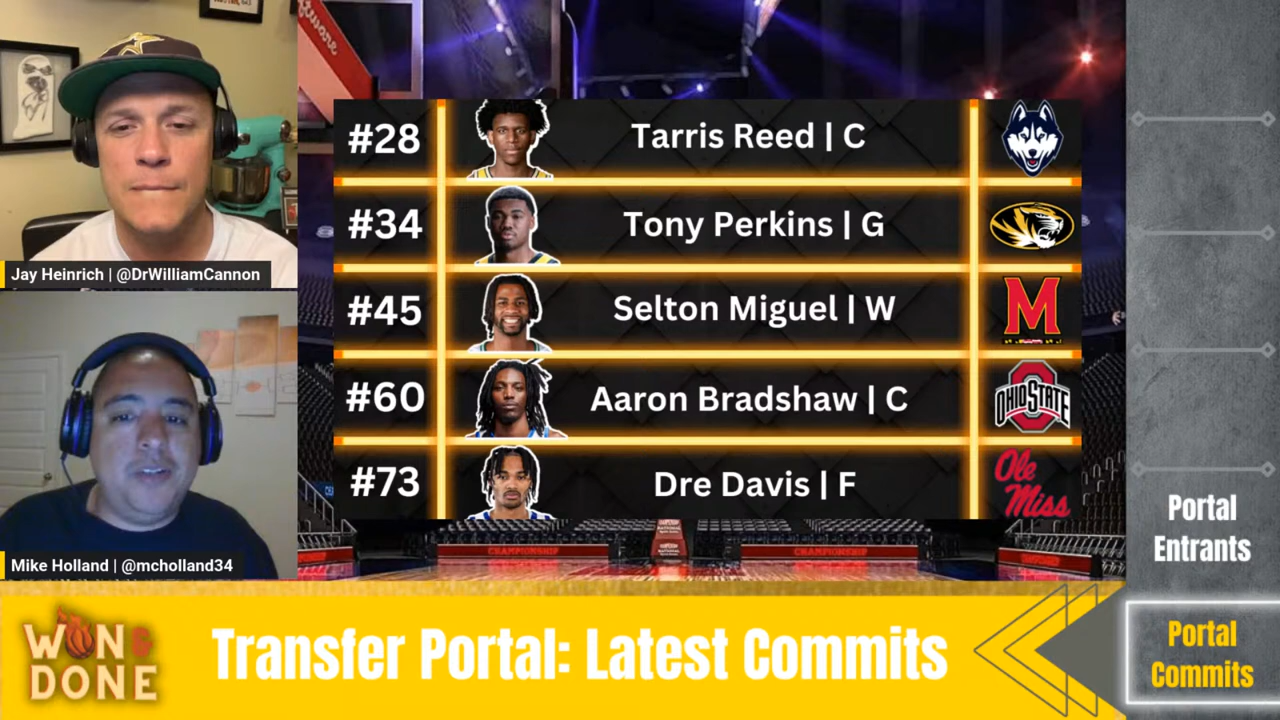 Jay Heinrich | @DrWilliamCannon
Mike Holland | @mcholland34
#28 Tarris Reed | C
#34 Tony Perkins | G
#45 Selton Miguel | W
M
#60 Aaron Bradshaw | C
OHIO STATE
#73 Dre Davis | F
Ole
Miss
CHAMPIONSHIP
Portal
Entrants
Portal
Commits
WON &
DONE
Transfer Portal: Latest Commits